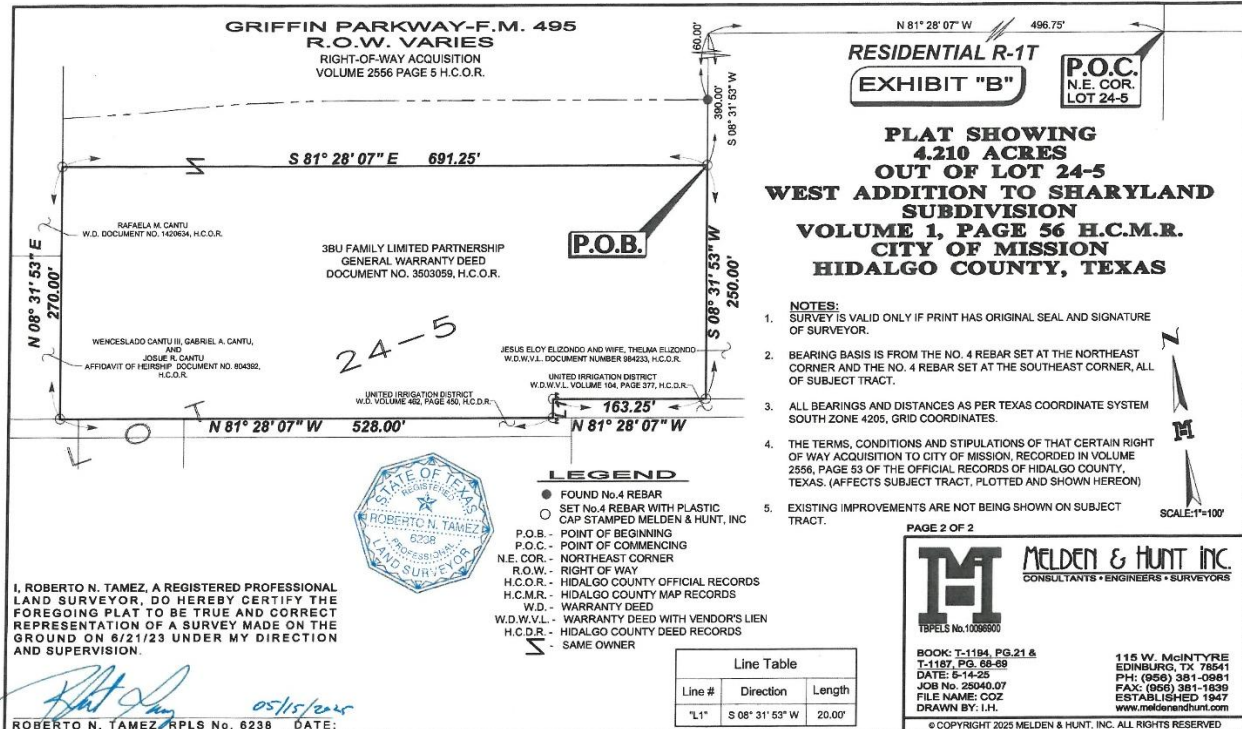 GRIFFIN PARKWAY-F.M. 495
R.O.W. VARIES
RIGHT-OF-WAY ACQUISITION
VOLUME 2556 PAGE 5 H.C.O.R.
N 81° 28' 07" W 496.75'
60.00'
390.00'
S 08° 31' 53" W
RESIDENTIAL R-1T
EXHIBIT "B"
P.O.C.
N.E. COR.
LOT 24-5
S 81° 28' 07" E 691.25'
RAFAELA M. CANTU
W.D. DOCUMENT NO. 1420634, H.C.O.R.
N 08° 31' 53" E
270.00'
3BU FAMILY LIMITED PARTNERSHIP
GENERAL WARRANTY DEED
DOCUMENT NO. 3503059, H.C.O.R.
P.O.B.
S 08° 31' 53" W
250.00'
WENCESLADO CANTU III, GABRIEL A. CANTU,
AND
JOSUE R. CANTU
AFFIDAVIT OF HEIRSHIP DOCUMENT NO. 804392,
H.C.O.R.
LOT 24-5
JESUS ELOY ELIZONDO AND WIFE, THELMA ELIZONDO
W.D.W.V.L. DOCUMENT NUMBER 984233, H.C.O.R.
UNITED IRRIGATION DISTRICT
W.D.W.V.L. VOLUME 104, PAGE 377, H.C.D.R.
UNITED IRRIGATION DISTRICT
W.D. VOLUME 462, PAGE 450, H.C.D.R.
"L1"
163.25'
N 81° 28' 07" W 528.00'
N 81° 28' 07" W
PLAT SHOWING
4.210 ACRES
OUT OF LOT 24-5
WEST ADDITION TO SHARYLAND
SUBDIVISION
VOLUME 1, PAGE 56 H.C.M.R.
CITY OF MISSION
HIDALGO COUNTY, TEXAS
NOTES:
1. SURVEY IS VALID ONLY IF PRINT HAS ORIGINAL SEAL AND SIGNATURE
OF SURVEYOR.
2. BEARING BASIS IS FROM THE NO. 4 REBAR SET AT THE NORTHEAST
CORNER AND THE NO. 4 REBAR SET AT THE SOUTHEAST CORNER, ALL
OF SUBJECT TRACT.
3. ALL BEARINGS AND DISTANCES AS PER TEXAS COORDINATE SYSTEM
SOUTH ZONE 4205, GRID COORDINATES.
4. THE TERMS, CONDITIONS AND STIPULATIONS OF THAT CERTAIN RIGHT
OF WAY ACQUISITION TO CITY OF MISSION, RECORDED IN VOLUME
2556, PAGE 53 OF THE OFFICIAL RECORDS OF HIDALGO COUNTY,
TEXAS. (AFFECTS SUBJECT TRACT, PLOTTED AND SHOWN HEREON)
5. EXISTING IMPROVEMENTS ARE NOT BEING SHOWN ON SUBJECT
TRACT.
N
SCALE:1"=100'
STATE OF TEXAS
REGISTERED
ROBERTO N. TAMEZ
6238
PROFESSIONAL
LAND SURVEYOR
LEGEND
FOUND No.4 REBAR
SET No.4 REBAR WITH PLASTIC
CAP STAMPED MELDEN & HUNT, INC
P.O.B. - POINT OF BEGINNING
P.O.C. - POINT OF COMMENCING
N.E. COR. - NORTHEAST CORNER
R.O.W. - RIGHT OF WAY
H.C.O.R. - HIDALGO COUNTY OFFICIAL RECORDS
H.C.M.R. - HIDALGO COUNTY MAP RECORDS
W.D. - WARRANTY DEED
W.D.W.V.L. - WARRANTY DEED WITH VENDOR'S LIEN
H.C.D.R. - HIDALGO COUNTY DEED RECORDS
- SAME OWNER
I, ROBERTO N. TAMEZ, A REGISTERED PROFESSIONAL
LAND SURVEYOR, DO HEREBY CERTIFY THE
FOREGOING PLAT TO BE TRUE AND CORRECT
REPRESENTATION OF A SURVEY MADE ON THE
GROUND ON 6/21/23 UNDER MY DIRECTION
AND SUPERVISION.
05/15/2025
ROBERTO N. TAMEZ, RPLS No. 6238 DATE:
Line Table
Line # Direction Length
"L1" S 08° 31' 53" W 20.00'
PAGE 2 OF 2
MELDEN & HUNT INC.
CONSULTANTS • ENGINEERS • SURVEYORS
TBPELS No.10096900
BOOK: T-1194, PG.21 &
T-1187, PG. 68-69
DATE: 5-14-25
JOB No. 25040.07
FILE NAME: COZ
DRAWN BY: I.H.
115 W. McINTYRE
EDINBURG, TX 78541
PH: (956) 381-0981
FAX: (956) 381-1839
ESTABLISHED 1947
www.meldenandhunt.com
© COPYRIGHT 2025 MELDEN & HUNT, INC. ALL RIGHTS RESERVED